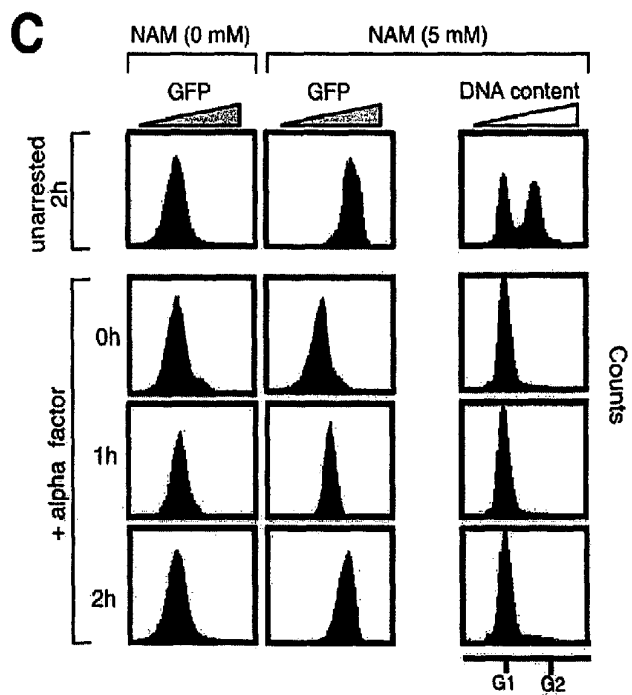 C
NAM (0 mM)
NAM (5 mM)
GFP
GFP
DNA content
unarrested
2h
+ alpha factor
0h
1h
2h
Counts
G1
G2